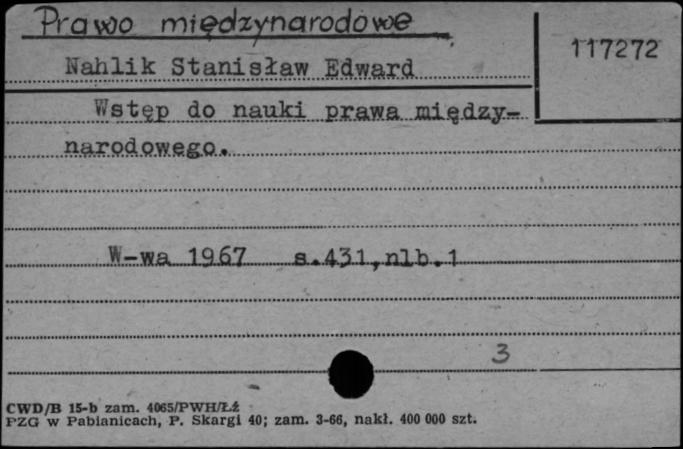 Prawo międzynarodowe
117272
Nahlik Stanisław Edward
Wstęp do nauki prawa między-
narodowego.
W-wa 1967 s.431,nlb.1
3
CWD/B 15-b zam. 4065/PWH/Łź
PZG w Pabianicach, P. Skargi 40; zam. 3-66, nakł. 400 000 szt.